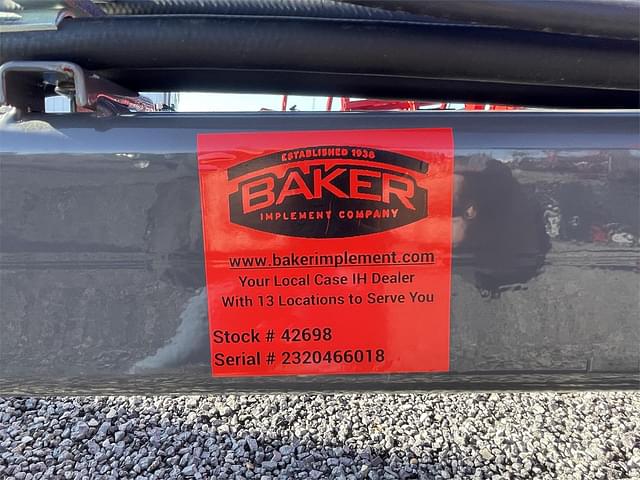 ESTABLISHED 1938
BAKER
IMPLEMENT COMPANY
www.bakerimplement.com
Your Local Case IH Dealer
With 13 Locations to Serve You
Stock # 42698
Serial # 2320466018